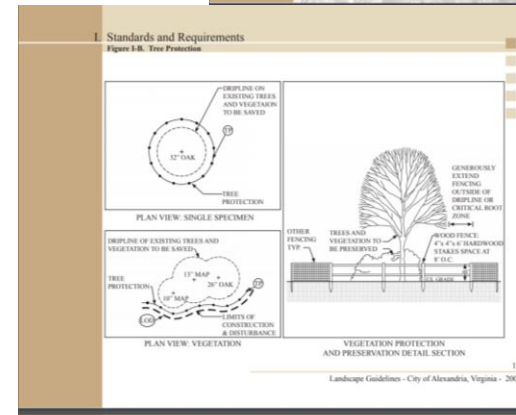 I. Standards and Requirements
Figure I-B. Tree Protection
DRIPLINE ON
EXISTING TREES
AND VEGETAION
TO BE SAVED
TP
32" OAK
TREE
PROTECTION
PLAN VIEW: SINGLE SPECIMEN
DRIPLINE OF EXISTING TREES AND
VEGETATION TO BE SAVED
TREE
PROTECTION
13" MAP
26" OAK
TP
LIMITS OF
CONSTRUCTION
& DISTURBANCE
PLAN VIEW: VEGETATION
GENEROUSLY
EXTEND
FENCING
OUTSIDE OF
DRIPLINE OR
CRITICAL ROOT
ZONE
OTHER
FENCING
TYP.
TREES AND
VEGETATION TO
BE PRESERVED
WOOD FENCE:
4"x 4"x 6' HARDWOOD
STAKES SPACE AT
8' O.C.
EX. GRADE
VEGETATION PROTECTION
AND PRESERVATION DETAIL SECTION
Landscape Guidelines - City of Alexandria, Virginia -